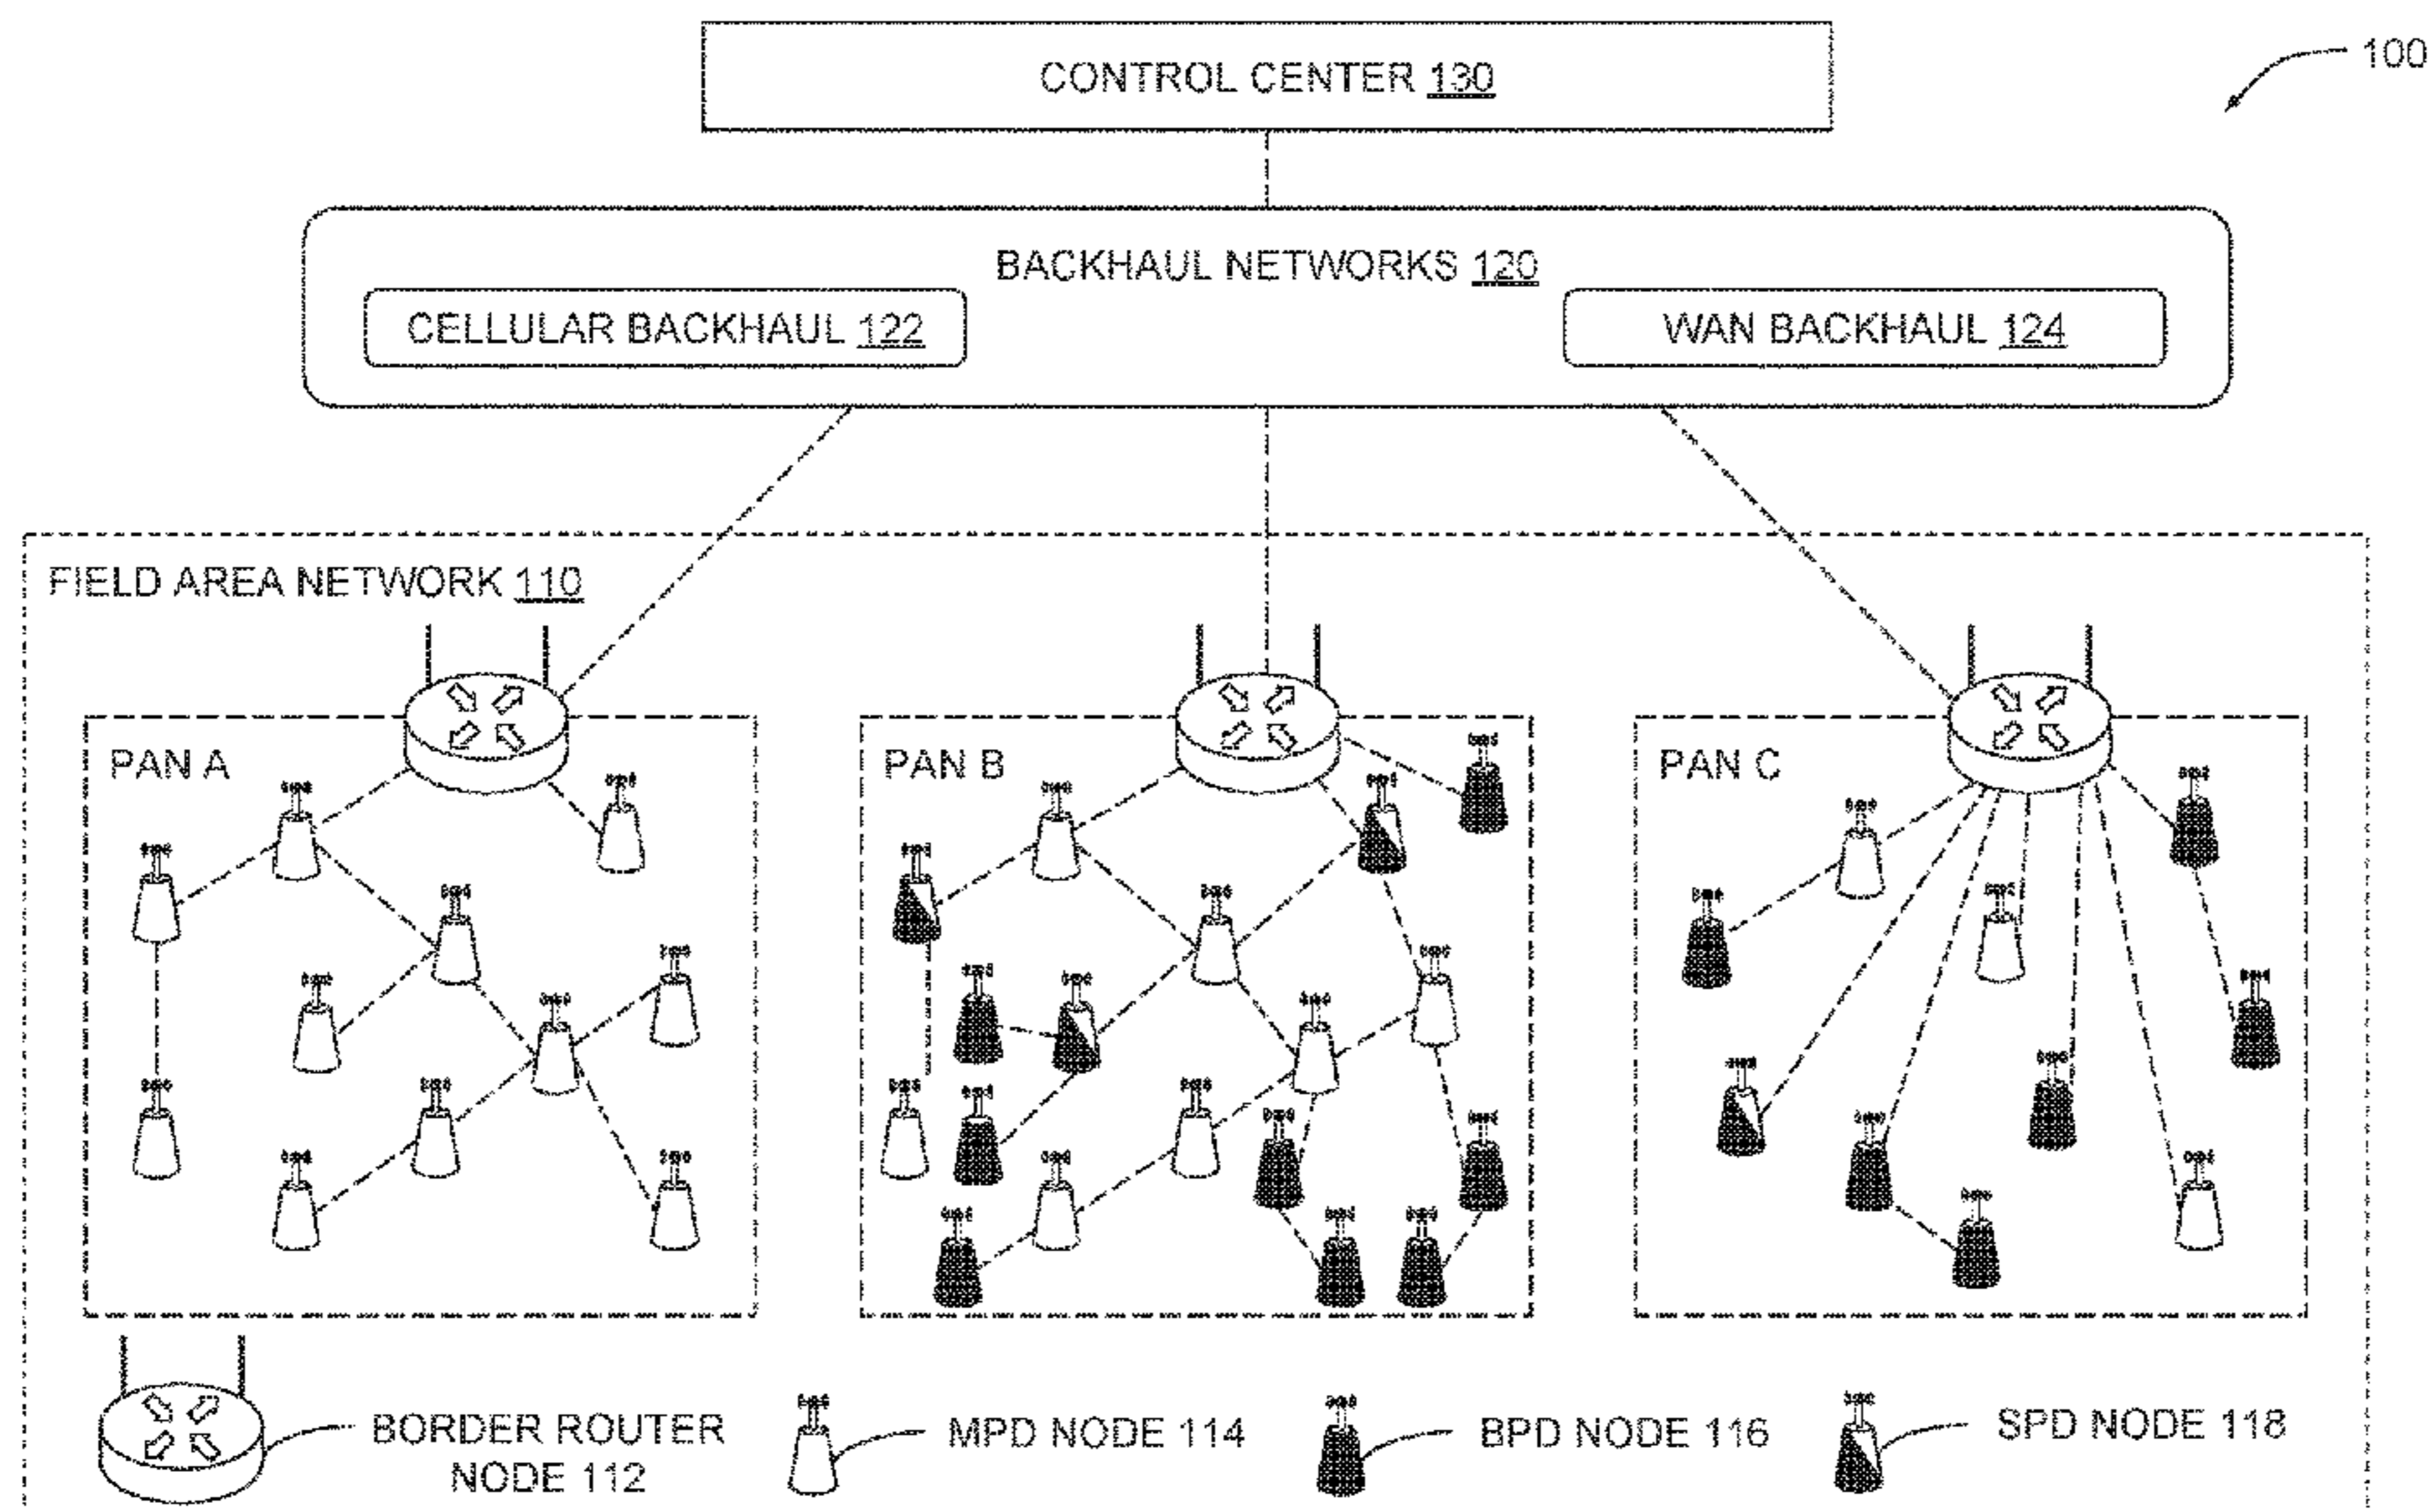 100
CONTROL CENTER 130
BACKHAUL NETWORKS 120
CELLULAR BACKHAUL 122
WAN BACKHAUL 124
FIELD AREA NETWORK 110
PAN A
PAN B
PAN C
BORDER ROUTER
NODE 112
MPD NODE 114
BPD NODE 116
SPD NODE 118